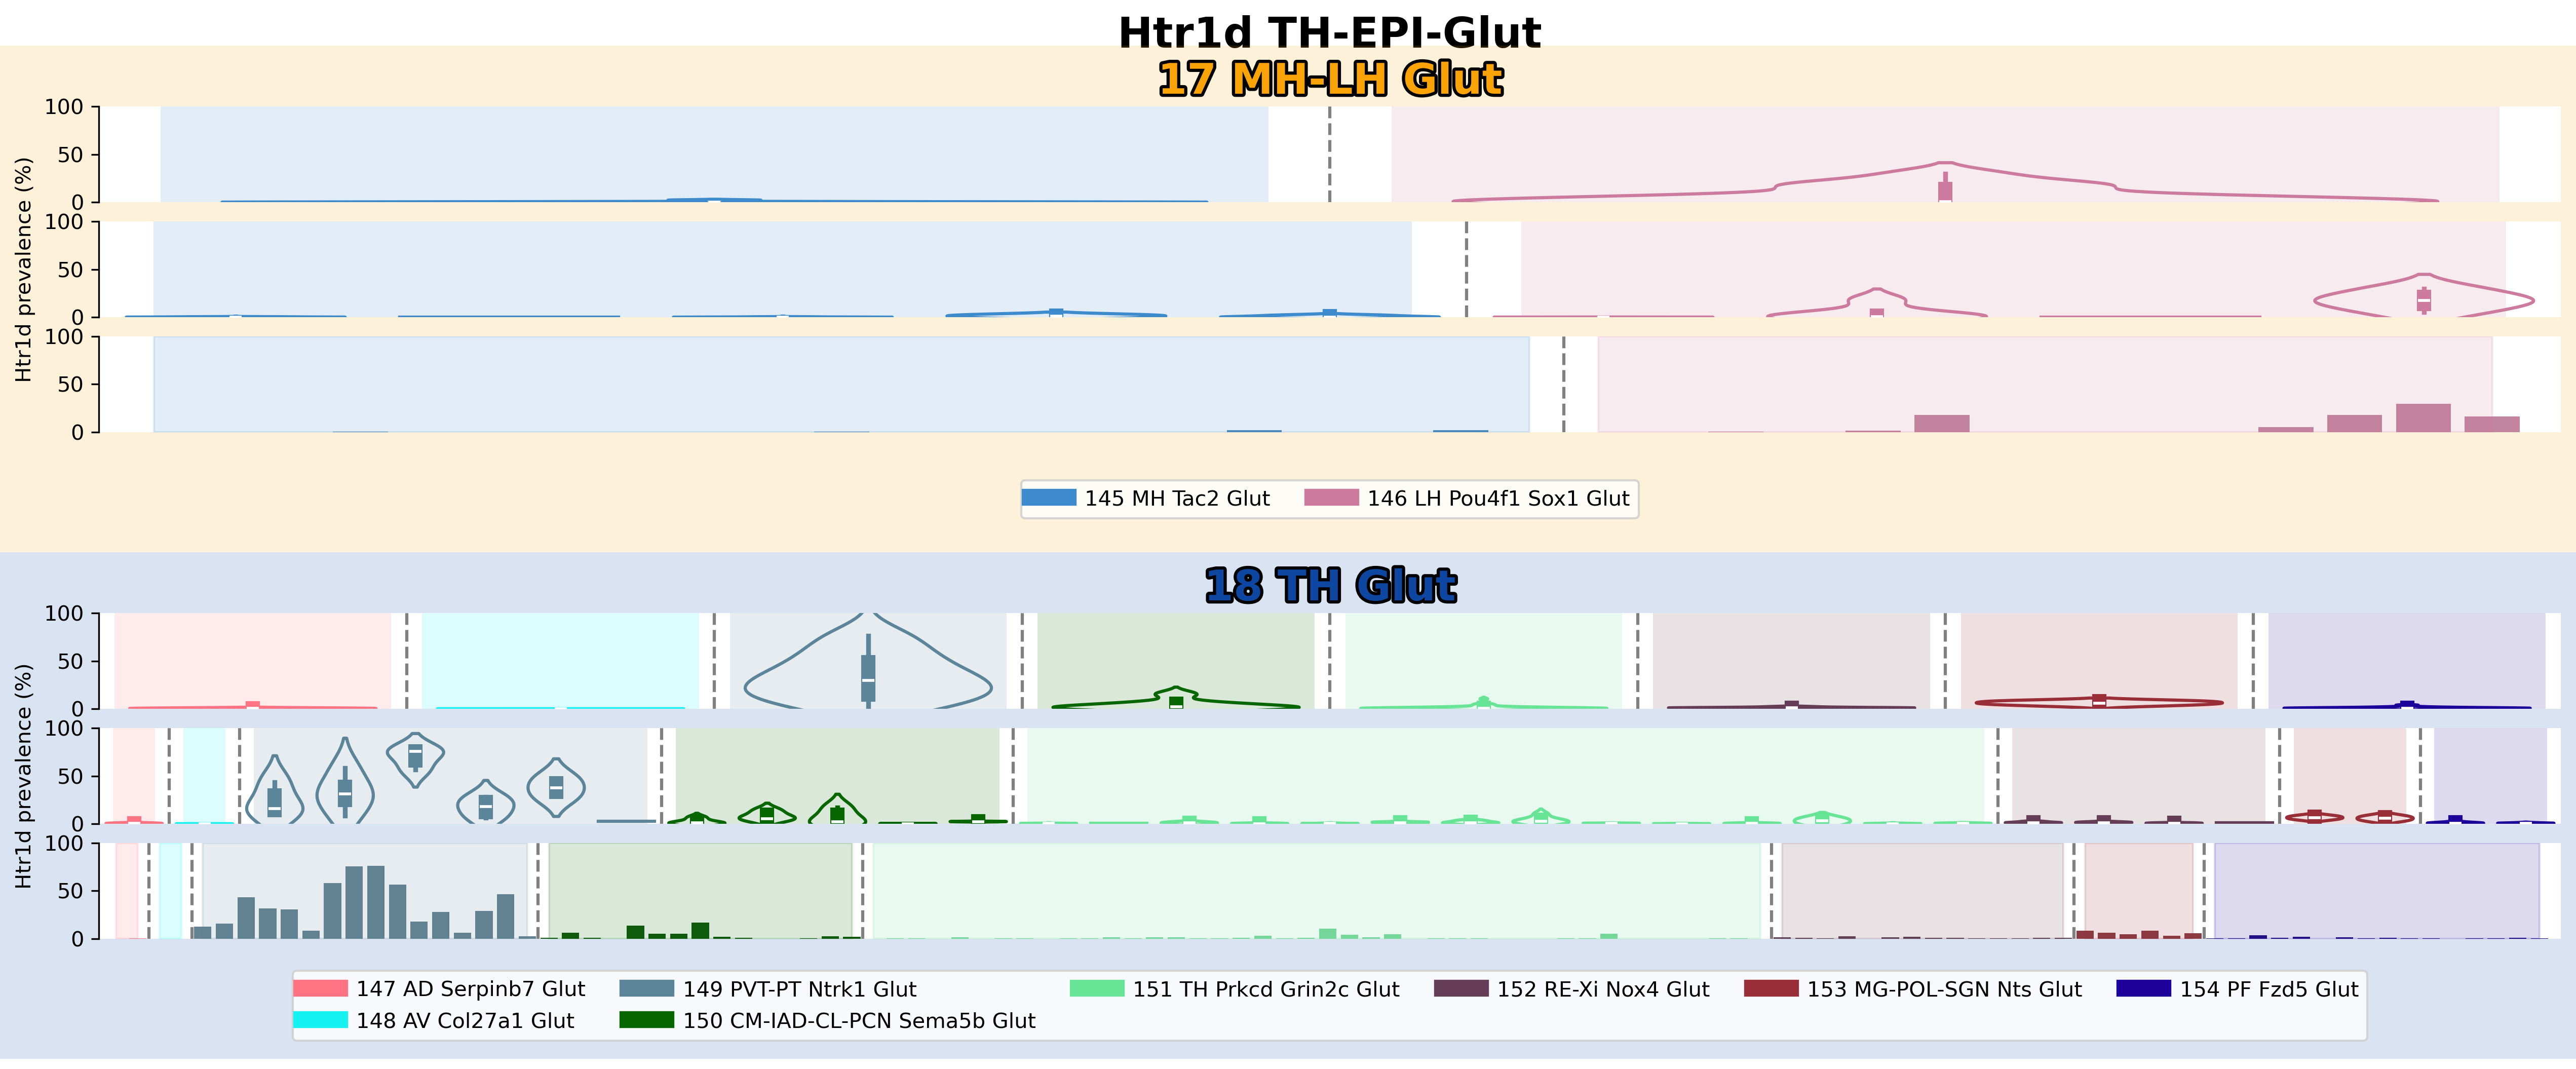 Htr1d TH-EPI-Glut
17 MH-LH Glut
Htr1d prevalence (%)
100
50
0
100
50
0
100
50
0
145 MH Tac2 Glut
146 LH Pou4f1 Sox1 Glut
18 TH Glut
Htr1d prevalence (%)
100
50
0
100
50
0
100
50
0
147 AD Serpinb7 Glut
149 PVT-PT Ntrk1 Glut
151 TH Prkcd Grin2c Glut
152 RE-Xi Nox4 Glut
153 MG-POL-SGN Nts Glut
154 PF Fzd5 Glut
148 AV Col27a1 Glut
150 CM-IAD-CL-PCN Sema5b Glut